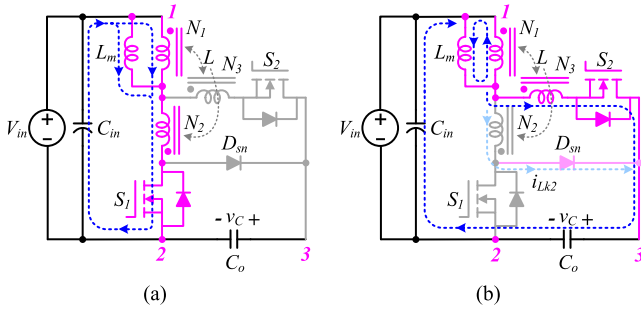 1
N1
Lm
L
N3
S2
Vin
+
-
Cin
N2
Dsn
S1
- vC +
2
Co
3
(a)
1
N1
Lm
L
N3
S2
Vin
+
-
Cin
N2
Dsn
iLk2
S1
- vC +
2
Co
3
(b)